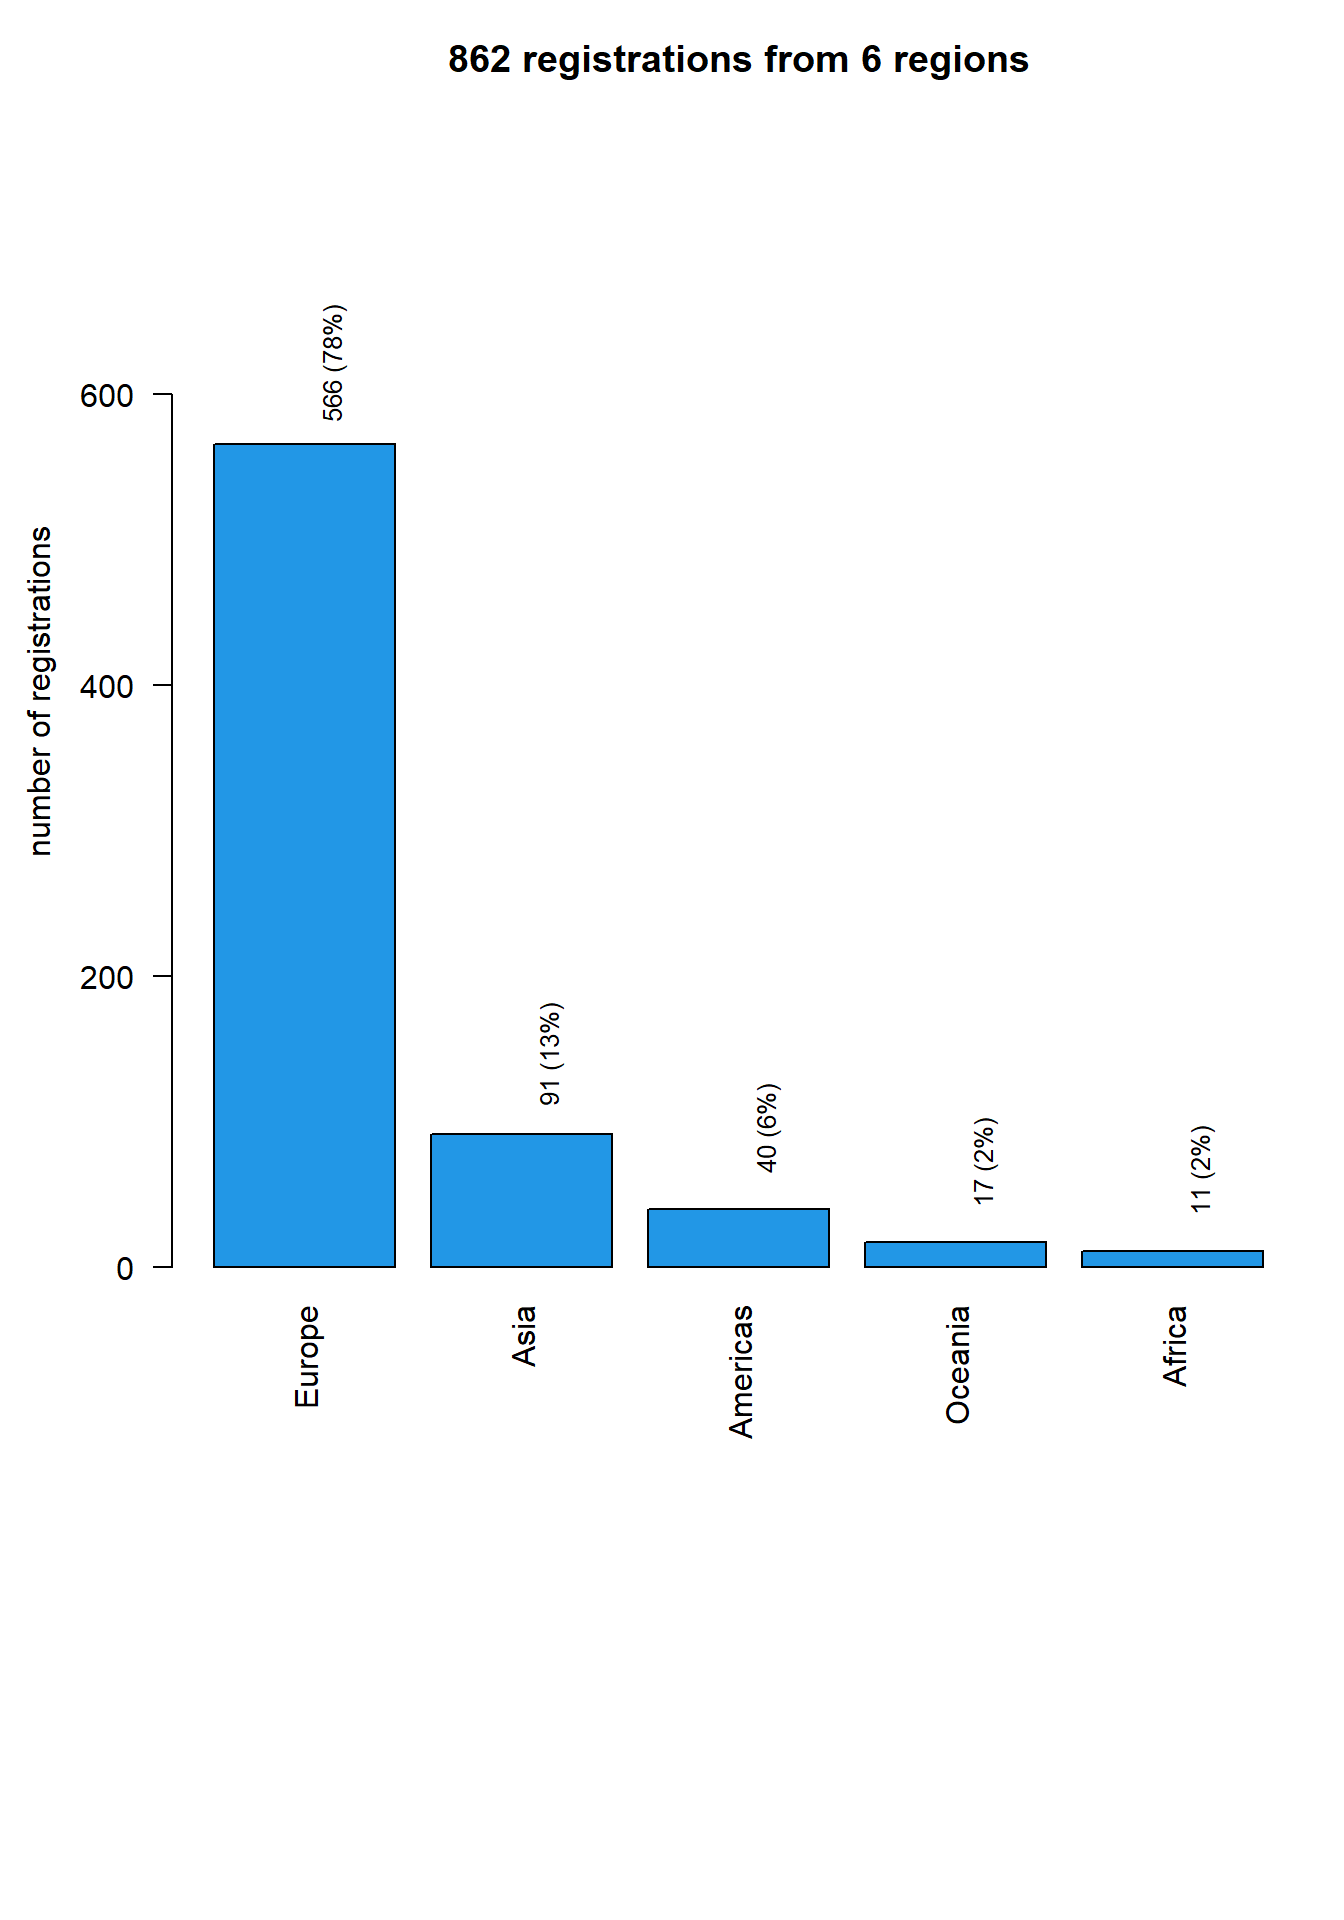 862 registrations from 6 regions
number of registrations
600
400
200
0
566 (78%)
91 (13%)
40 (6%)
17 (2%)
11 (2%)
Europe
Asia
Americas
Oceania
Africa